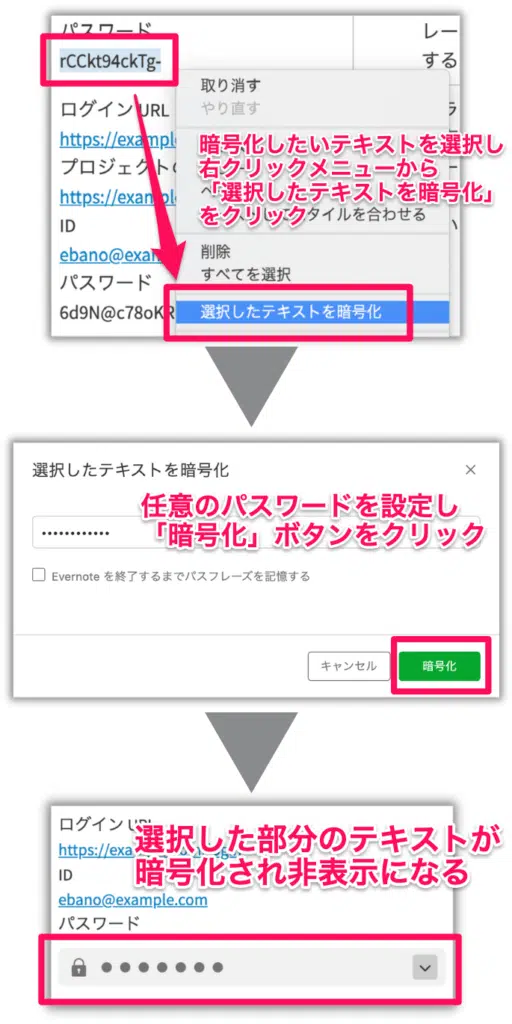 パスワード
レー
rCCkt94ckTg-
する
取り消す
ログイン URL
やり直す
https://exampl
暗号化したいテキストを選択し
プロジェクト
右クリックメニューから
https://exam
「選択したテキストを暗号化」
をクリック
タイルを合わせる
ID
ebano@exam
削除
パスワード
すべてを選択
6d9N@c78oKR
選択したテキストを暗号化
選択したテキストを暗号化
任意のパスワードを設定し
「暗号化」ボタンをクリック
••••••••••••
Evernote を終了するまでパスフレーズを記憶する
キャンセル
暗号化
ログイン URL
選択した部分のテキストが
https://exa
暗号化され非表示になる
ID
ebano@example.com
パスワード